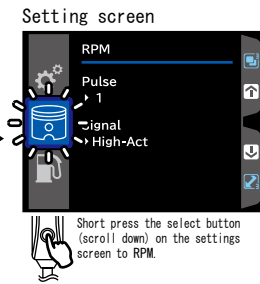 Setting screen
RPM
Pulse
▸ 1
Signal
▸ High-Act
Short press the select button
(scroll down) on the settings
screen to RPM.